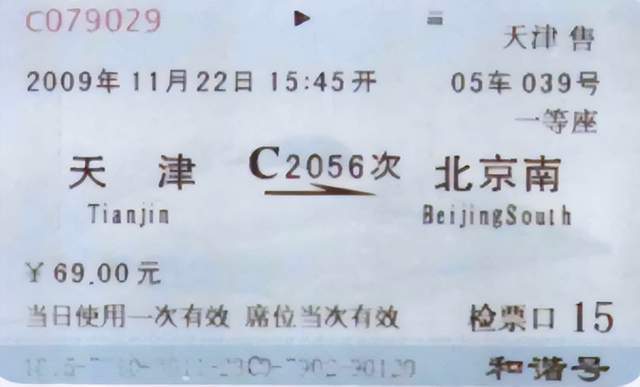 C079029
天津 售
2009年11月22日 15:45开 05车 039号
一等座
天 津 C2056次 北京南
Tianjin BeijingSouth
￥69.00元
当日使用一次有效 席位当次有效 检票口 15
和谐号